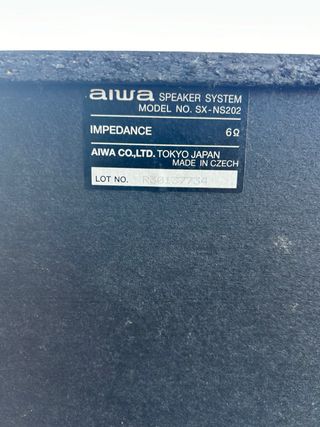 aiwa SPEAKER SYSTEM
MODEL NO. SX-NS202
IMPEDANCE 6Ω
AIWA CO.,LTD. TOKYO JAPAN
MADE IN CZECH
LOT NO.